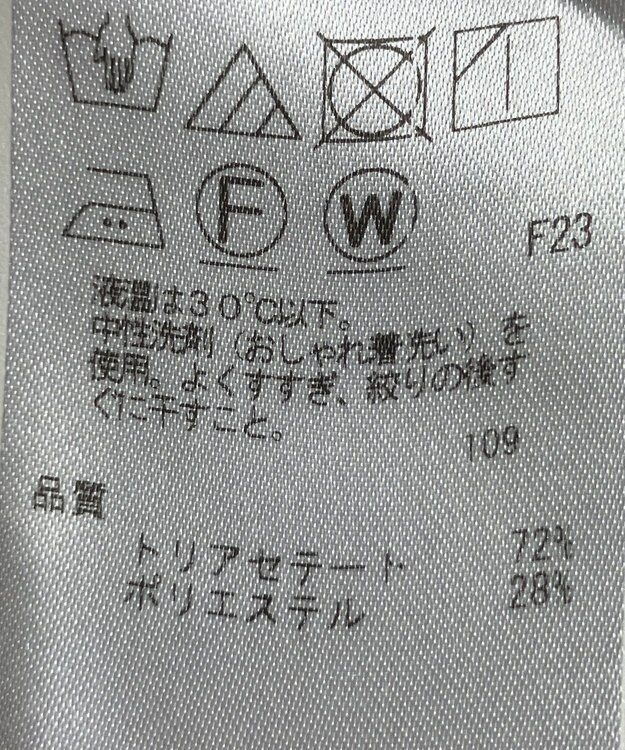 F W F23
液温は30℃以下。
中性洗剤（おしゃれ着洗い）を
使用。よくすすぎ、絞りの後す
ぐに干すこと。
109
品質
トリアセテート 72%
ポリエステル 28%